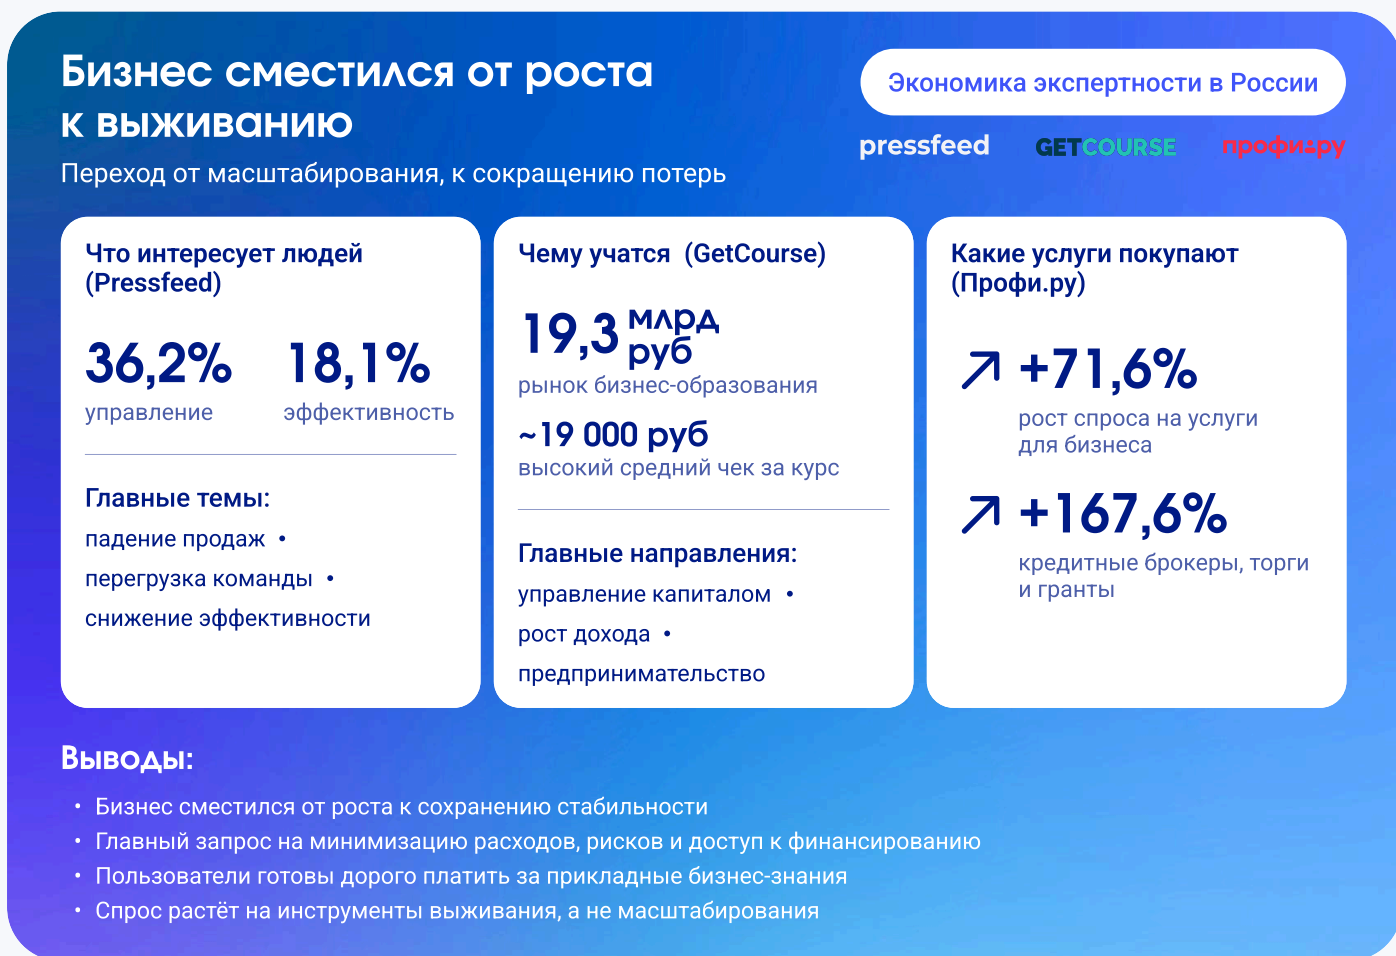 Бизнес сместился от роста
к выживанию
Переход от масштабирования, к сокращению потерь
Экономика экспертности в России
pressfeed GETCOURSE профи.ру
Что интересует людей
(Pressfeed)
36,2% 18,1%
управление эффективность
Главные темы:
падение продаж •
перегрузка команды •
снижение эффективности
Чему учатся (GetCourse)
19,3 млрд
руб
рынок бизнес-образования
~19 000 руб
высокий средний чек за курс
Главные направления:
управление капиталом •
рост дохода •
предпринимательство
Какие услуги покупают
(Профи.ру)
+71,6%
рост спроса на услуги
для бизнеса
+167,6%
кредитные брокеры, торги
и гранты
Выводы:
• Бизнес сместился от роста к сохранению стабильности
• Главный запрос на минимизацию расходов, рисков и доступ к финансированию
• Пользователи готовы дорого платить за прикладные бизнес-знания
• Спрос растёт на инструменты выживания, а не масштабирования